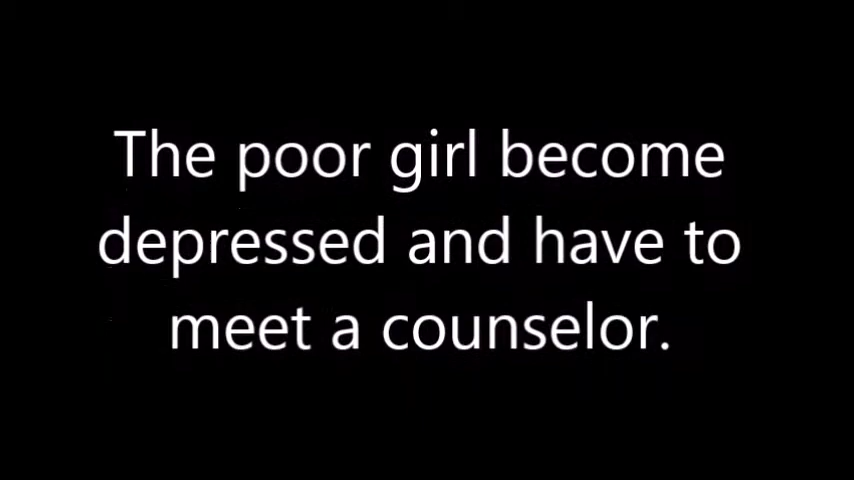 The poor girl become
depressed and have to
meet a counselor.